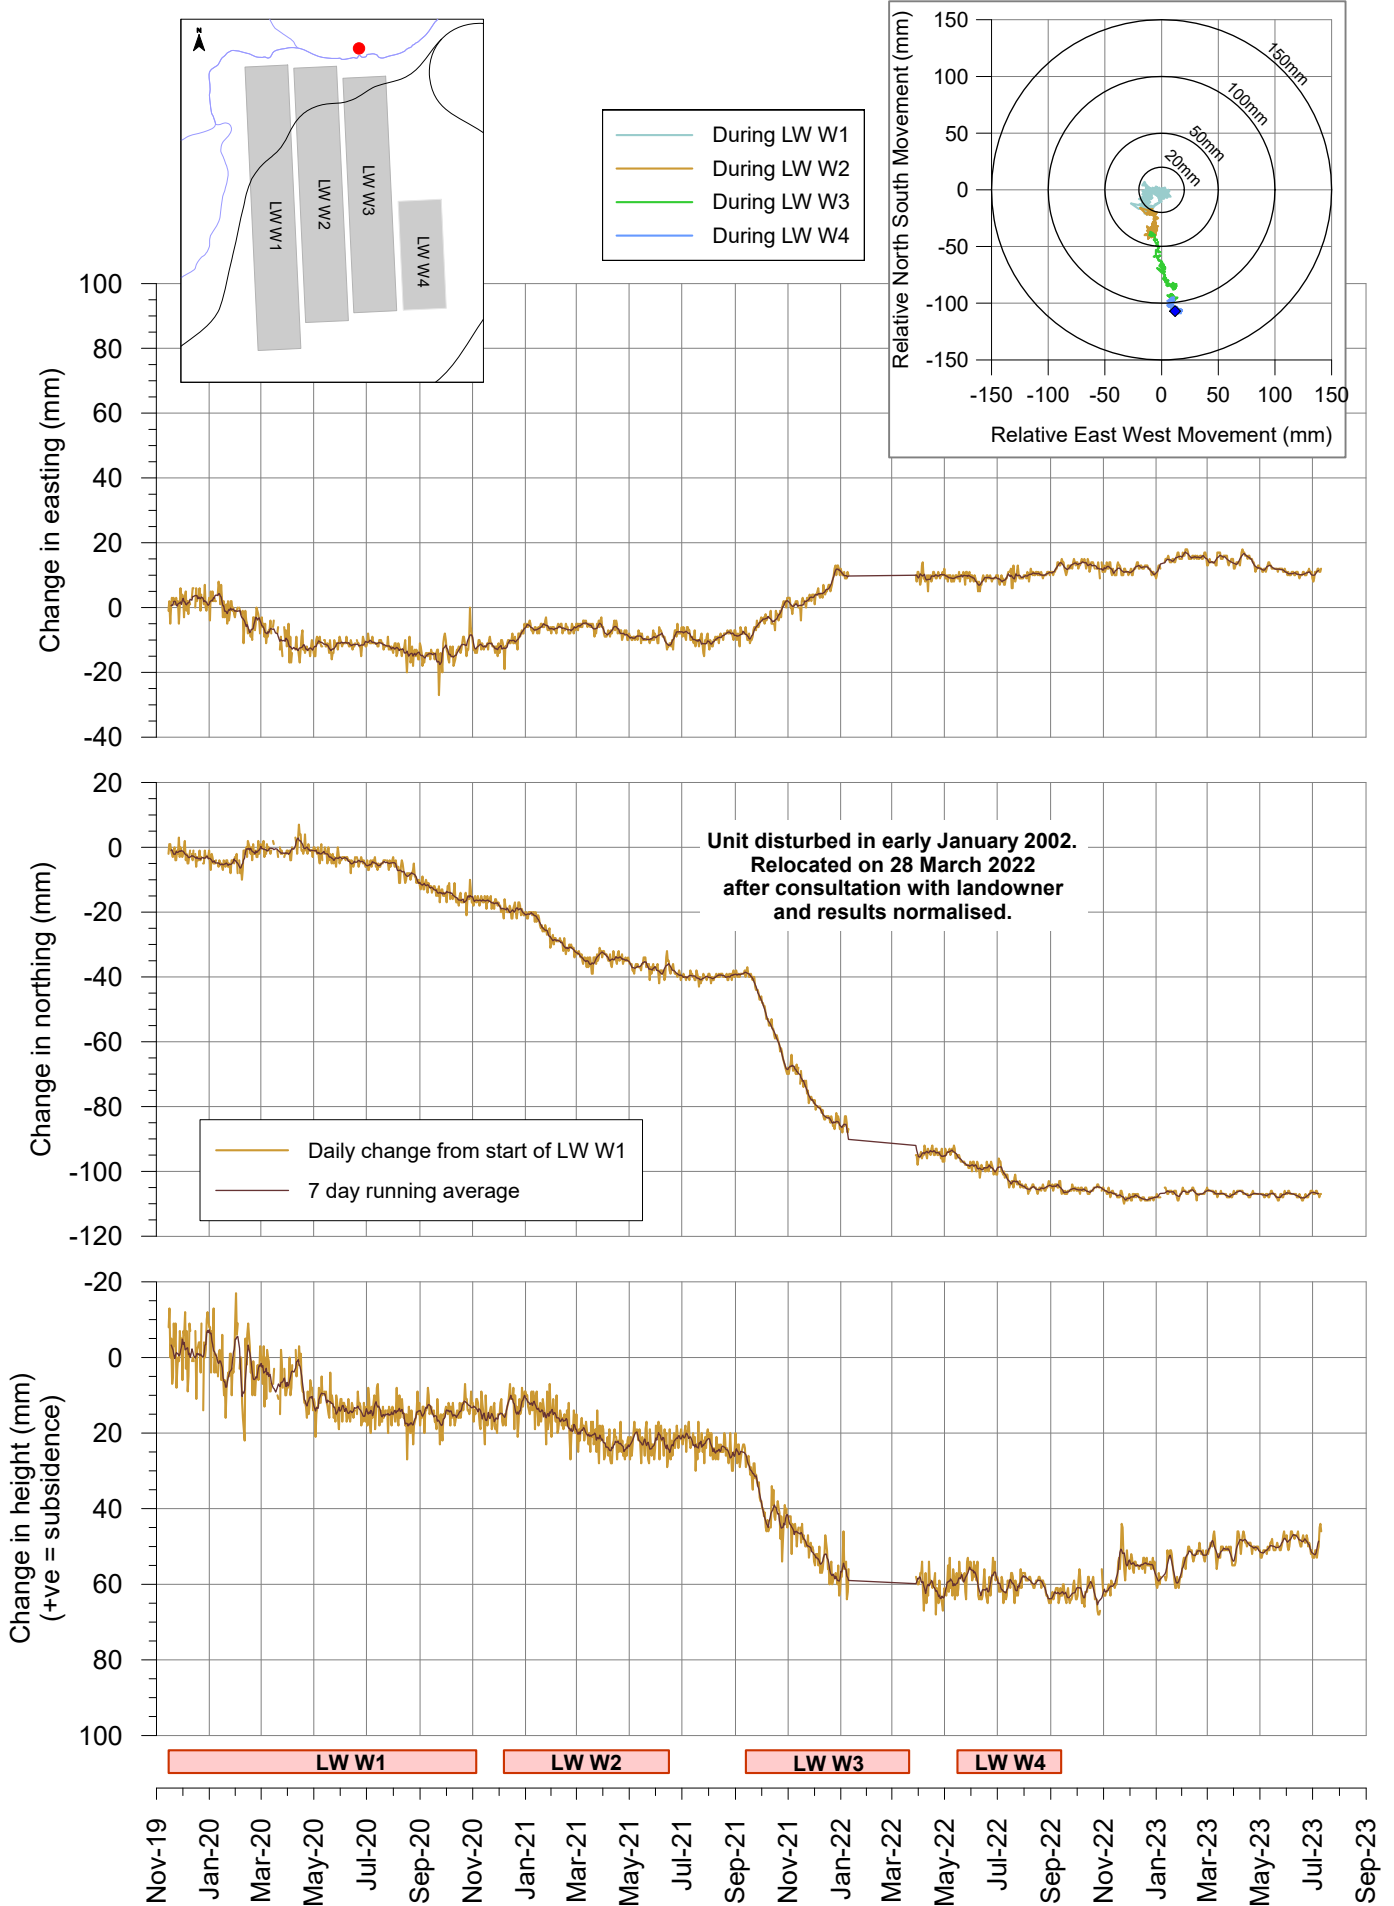 N
LW W1
LW W2
LW W3
LW W4
During LW W1
During LW W2
During LW W3
During LW W4
Relative North South Movement (mm)
150
100
50
0
-50
-100
-150
150mm
100mm
50mm
20mm
-150 -100 -50 0 50 100 150
Relative East West Movement (mm)
Change in easting (mm)
100
80
60
40
20
0
-20
-40
Change in northing (mm)
20
0
-20
-40
-60
-80
-100
-120
Unit disturbed in early January 2002.
Relocated on 28 March 2022
after consultation with landowner
and results normalised.
Daily change from start of LW W1
7 day running average
Change in height (mm)
(+ve = subsidence)
-20
0
20
40
60
80
100
LW W1 LW W2 LW W3 LW W4
Nov-19 Jan-20 Mar-20 May-20 Jul-20 Sep-20 Nov-20 Jan-21 Mar-21 May-21 Jul-21 Sep-21 Nov-21 Jan-22 Mar-22 May-22 Jul-22 Sep-22 Nov-22 Jan-23 Mar-23 May-23 Jul-23 Sep-23